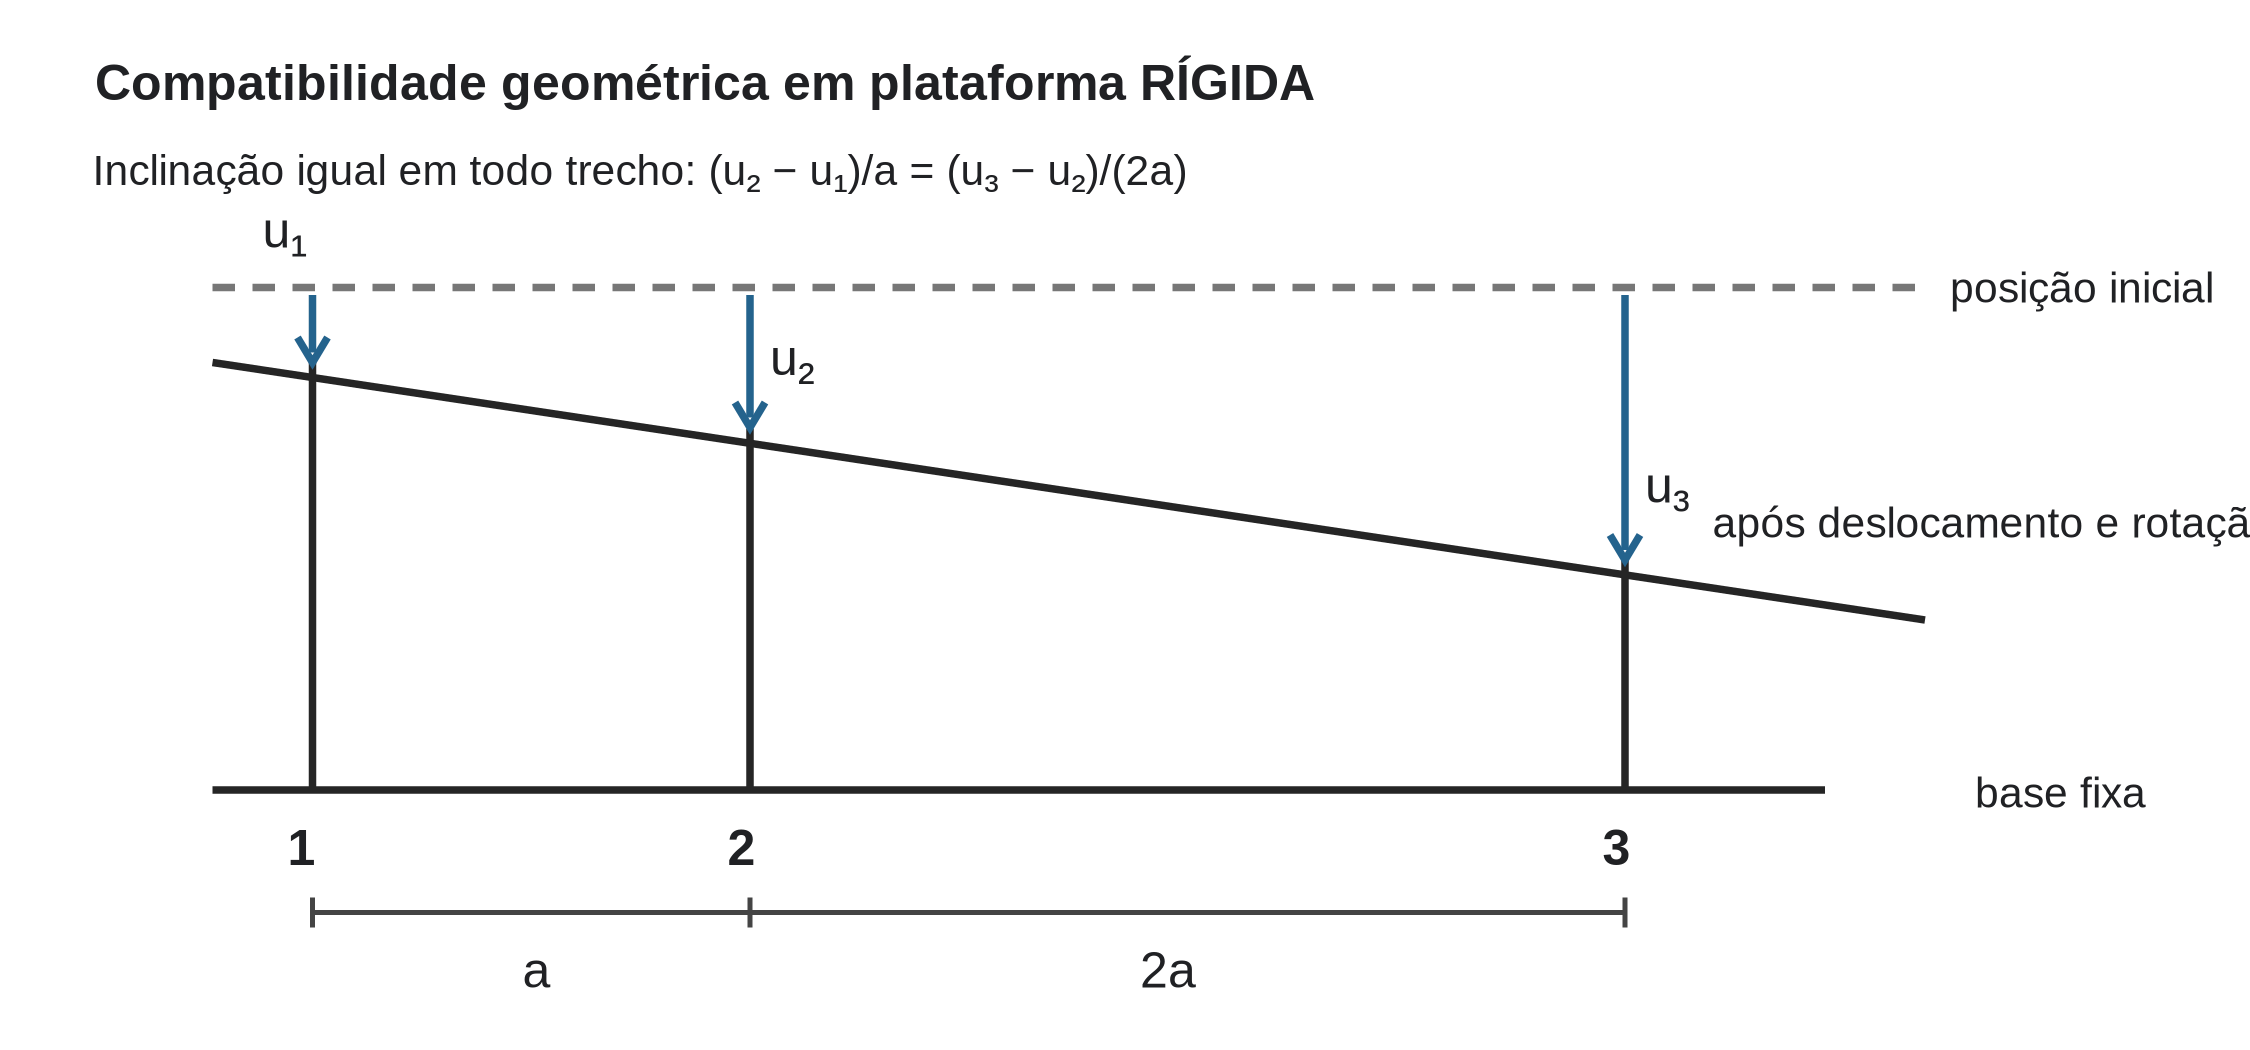 Compatibilidade geométrica em plataforma RÍGIDA
Inclinação igual em todo trecho: (u₂ − u₁)/a = (u₃ − u₂)/(2a)
u₁
posição inicial
u₂
u₃
após deslocamento e rotaçã
base fixa
1 2 3
a 2a